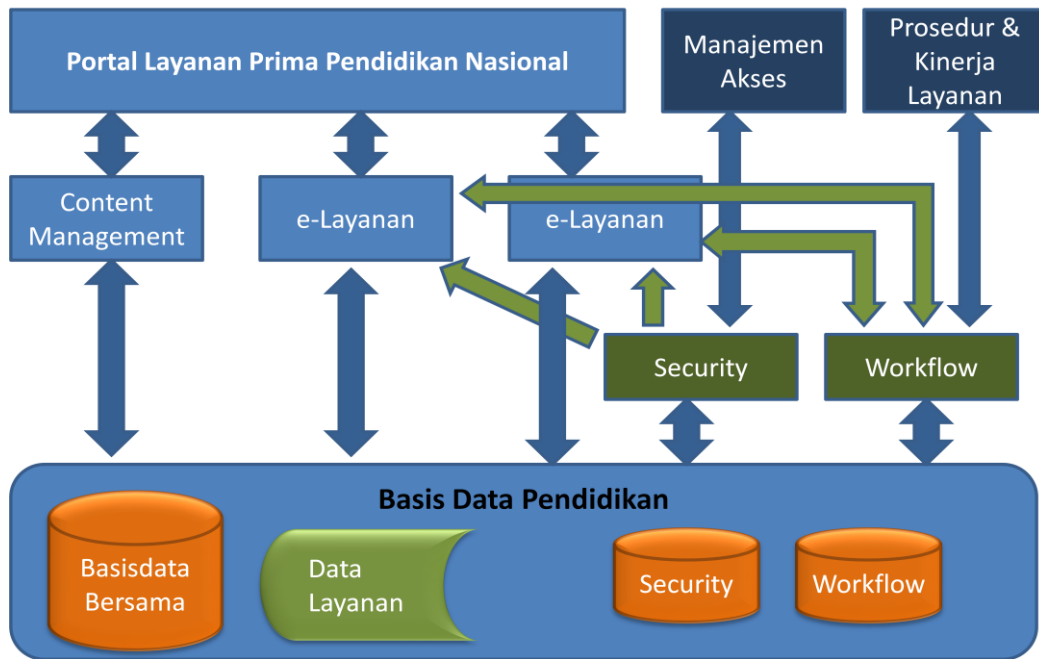 Portal Layanan Prima Pendidikan Nasional
Manajemen
Akses
Prosedur &
Kinerja
Layanan
Content
Management
e-Layanan
e-Layanan
Security
Workflow
Basis Data Pendidikan
Basisdata
Bersama
Data
Layanan
Security
Workflow